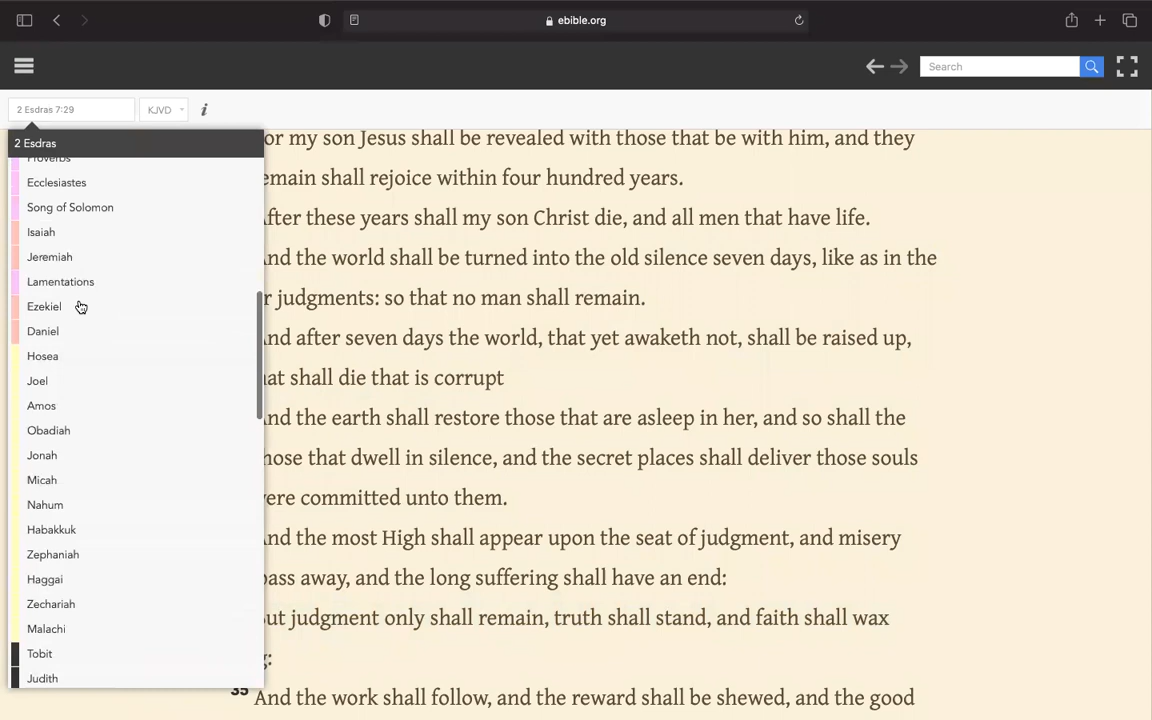 ebible.org
Search
2 Esdras 7:29
KJVD
i
2 Esdras
Proverbs
Ecclesiastes
Song of Solomon
Isaiah
Jeremiah
Lamentations
Ezekiel
Daniel
Hosea
Joel
Amos
Obadiah
Jonah
Micah
Nahum
Habakkuk
Zephaniah
Haggai
Zechariah
Malachi
Tobit
Judith
or my son Jesus shall be revealed with those that be with him, and they
emain shall rejoice within four hundred years.
After these years shall my son Christ die, and all men that have life.
And the world shall be turned into the old silence seven days, like as in the
r judgments: so that no man shall remain.
And after seven days the world, that yet awaketh not, shall be raised up,
hat shall die that is corrupt
And the earth shall restore those that are asleep in her, and so shall the
hose that dwell in silence, and the secret places shall deliver those souls
were committed unto them.
And the most High shall appear upon the seat of judgment, and misery
pass away, and the long suffering shall have an end:
But judgment only shall remain, truth shall stand, and faith shall wax
g:
35 And the work shall follow, and the reward shall be shewed, and the good